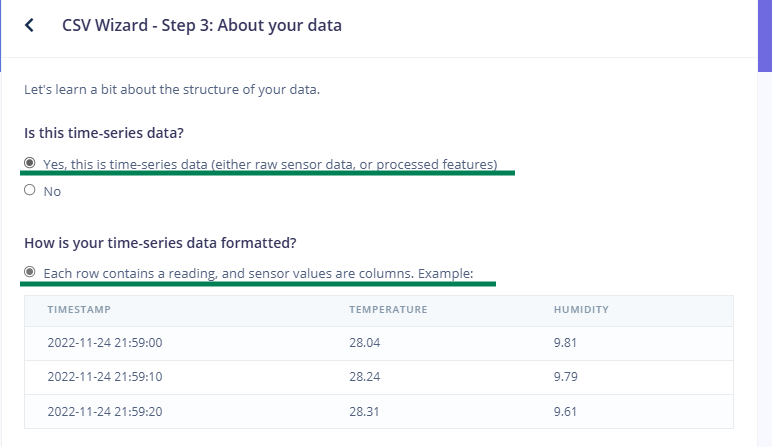 CSV Wizard - Step 3: About your data
Let's learn a bit about the structure of your data.
Is this time-series data?
Yes, this is time-series data (either raw sensor data, or processed features)
No
How is your time-series data formatted?
Each row contains a reading, and sensor values are columns. Example:
TIMESTAMP TEMPERATURE HUMIDITY
2022-11-24 21:59:00 28.04 9.81
2022-11-24 21:59:10 28.24 9.79
2022-11-24 21:59:20 28.31 9.61